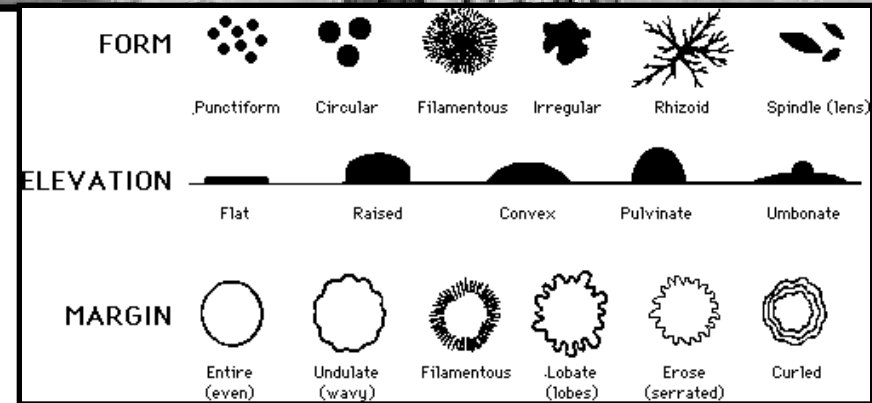 FORM
.Punctiform Circular Filamentous Irregular Rhizoid Spindle (lens)
ELEVATION
Flat Raised Convex Pulvinate Umbonate
MARGIN
Entire Undulate Filamentous .Lobate Erose Curled
(even) (wavy) (lobes) (serrated)